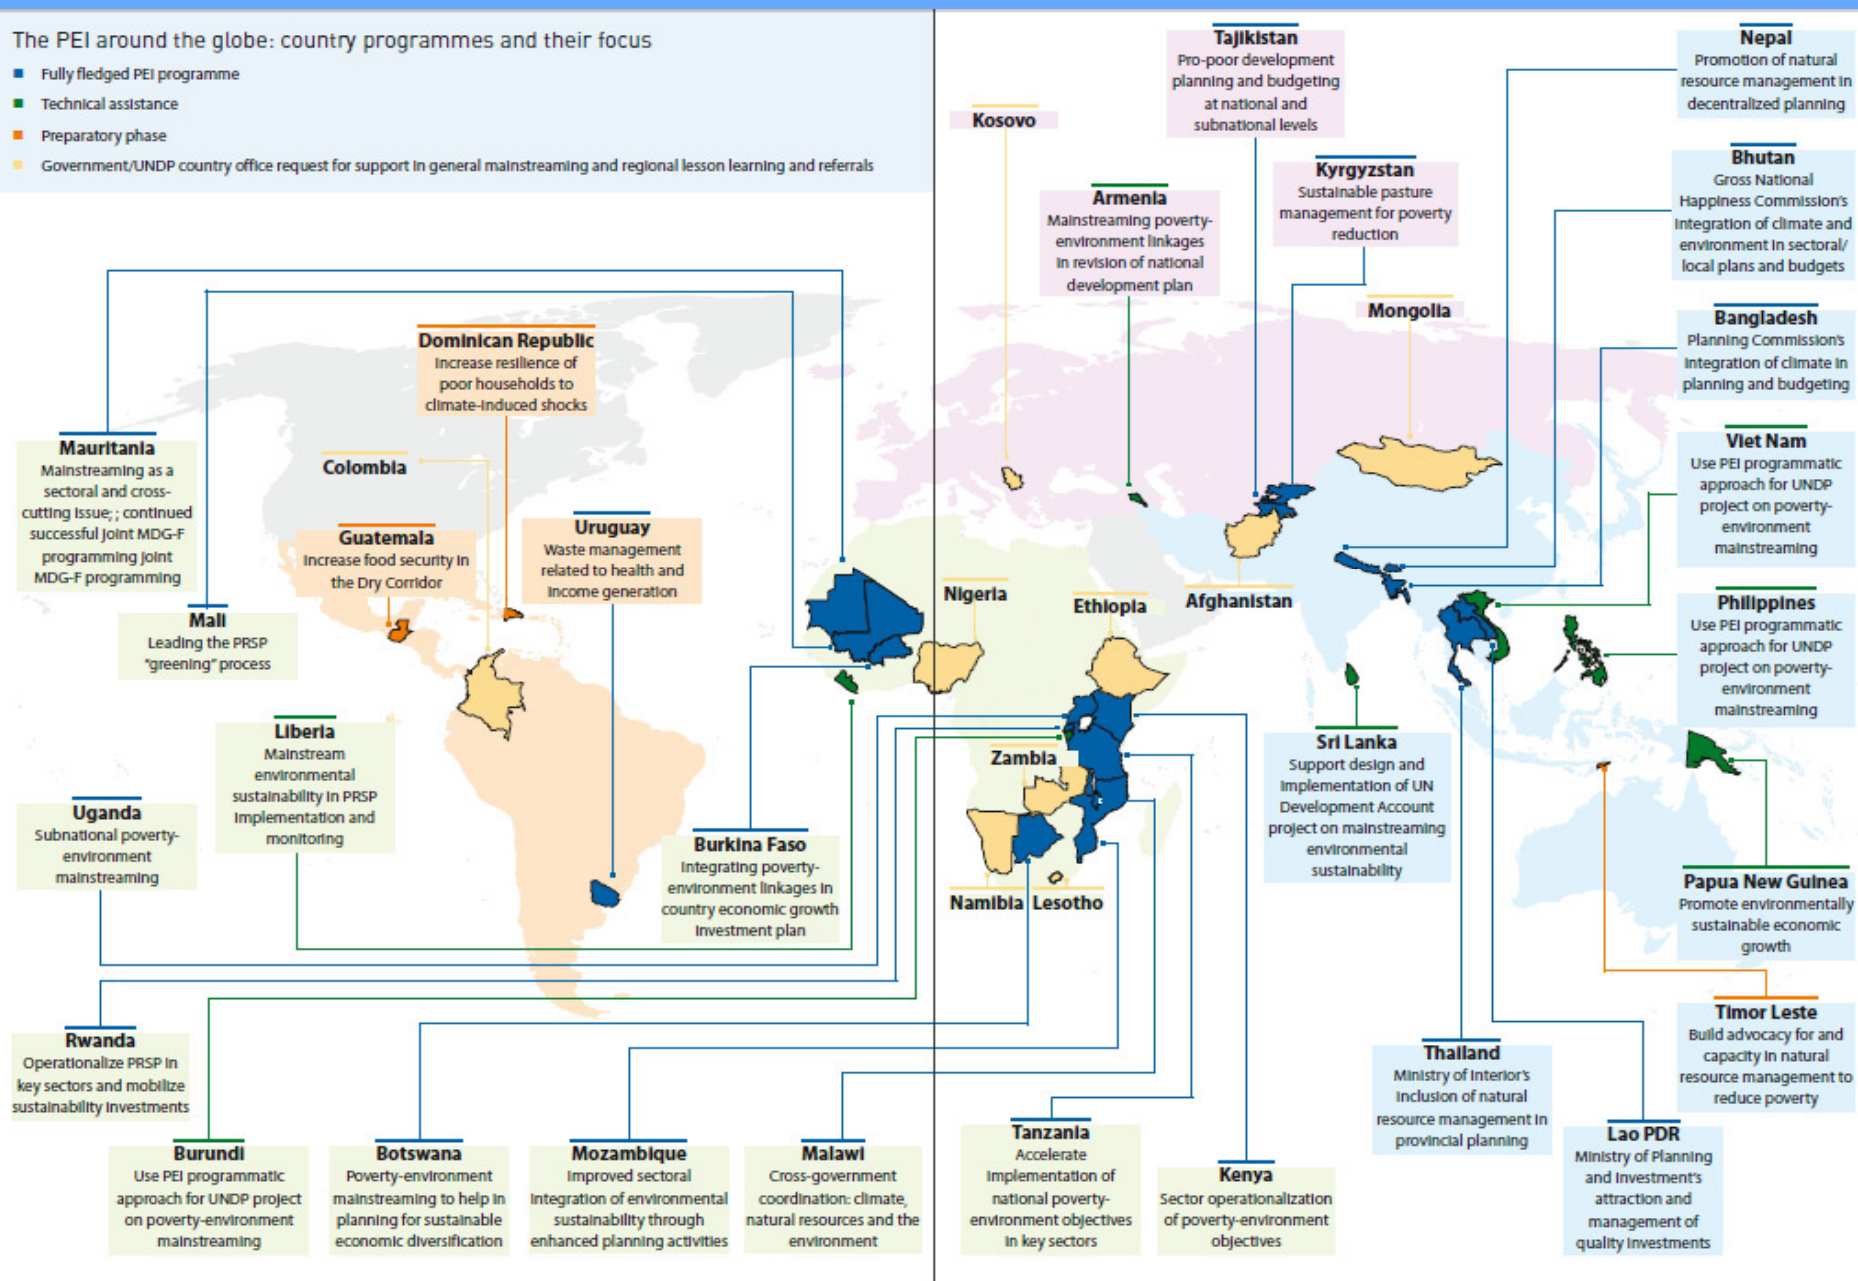 The PEI around the globe: country programmes and their focus
Fully fledged PEI programme
Technical assistance
Preparatory phase
Government/UNDP country office request for support in general mainstreaming and regional lesson learning and referrals
Mauritania
Mainstreaming as a
sectoral and cross-
cutting issue; ; continued
successful joint MDG-F
programming joint
MDG-F programming
Mali
Leading the PRSP
"greening" process
Dominican Republic
Increase resilience of
poor households to
climate-induced shocks
Colombia
Guatemala
Increase food security in
the Dry Corridor
Uruguay
Waste management
related to health and
income generation
Liberia
Mainstream
environmental
sustainability in PRSP
implementation and
monitoring
Uganda
Subnational poverty-
environment
mainstreaming
Burkina Faso
Integrating poverty-
environment linkages in
country economic growth
investment plan
Rwanda
Operationalize PRSP in
key sectors and mobilize
sustainability investments
Burundi
Use PEI programmatic
approach for UNDP project
on poverty-environment
mainstreaming
Botswana
Poverty-environment
mainstreaming to help in
planning for sustainable
economic diversification
Mozambique
Improved sectoral
integration of environmental
sustainability through
enhanced planning activities
Malawi
Cross-government
coordination: climate,
natural resources and the
environment
Kosovo
Armenia
Mainstreaming poverty-
environment linkages
in revision of national
development plan
Tajikistan
Pro-poor development
planning and budgeting
at national and
subnational levels
Kyrgyzstan
Sustainable pasture
management for poverty
reduction
Mongolia
Nigeria
Ethiopia
Afghanistan
Zambia
Namibia
Lesotho
Sri Lanka
Support design and
implementation of UN
Development Account
project on mainstreaming
environmental
sustainability
Tanzania
Accelerate
implementation of
national poverty-
environment objectives
in key sectors
Kenya
Sector operationalization
of poverty-environment
objectives
Thailand
Ministry of Interior's
inclusion of natural
resource management in
provincial planning
Lao PDR
Ministry of Planning
and Investment's
attraction and
management of
quality investments
Nepal
Promotion of natural
resource management in
decentralized planning
Bhutan
Gross National
Happiness Commission's
integration of climate and
environment in sectoral/
local plans and budgets
Bangladesh
Planning Commission's
integration of climate in
planning and budgeting
Viet Nam
Use PEI programmatic
approach for UNDP
project on poverty-
environment
mainstreaming
Philippines
Use PEI programmatic
approach for UNDP
project on poverty-
environment
mainstreaming
Papua New Guinea
Promote environmentally
sustainable economic
growth
Timor Leste
Build advocacy for and
capacity in natural
resource management to
reduce poverty